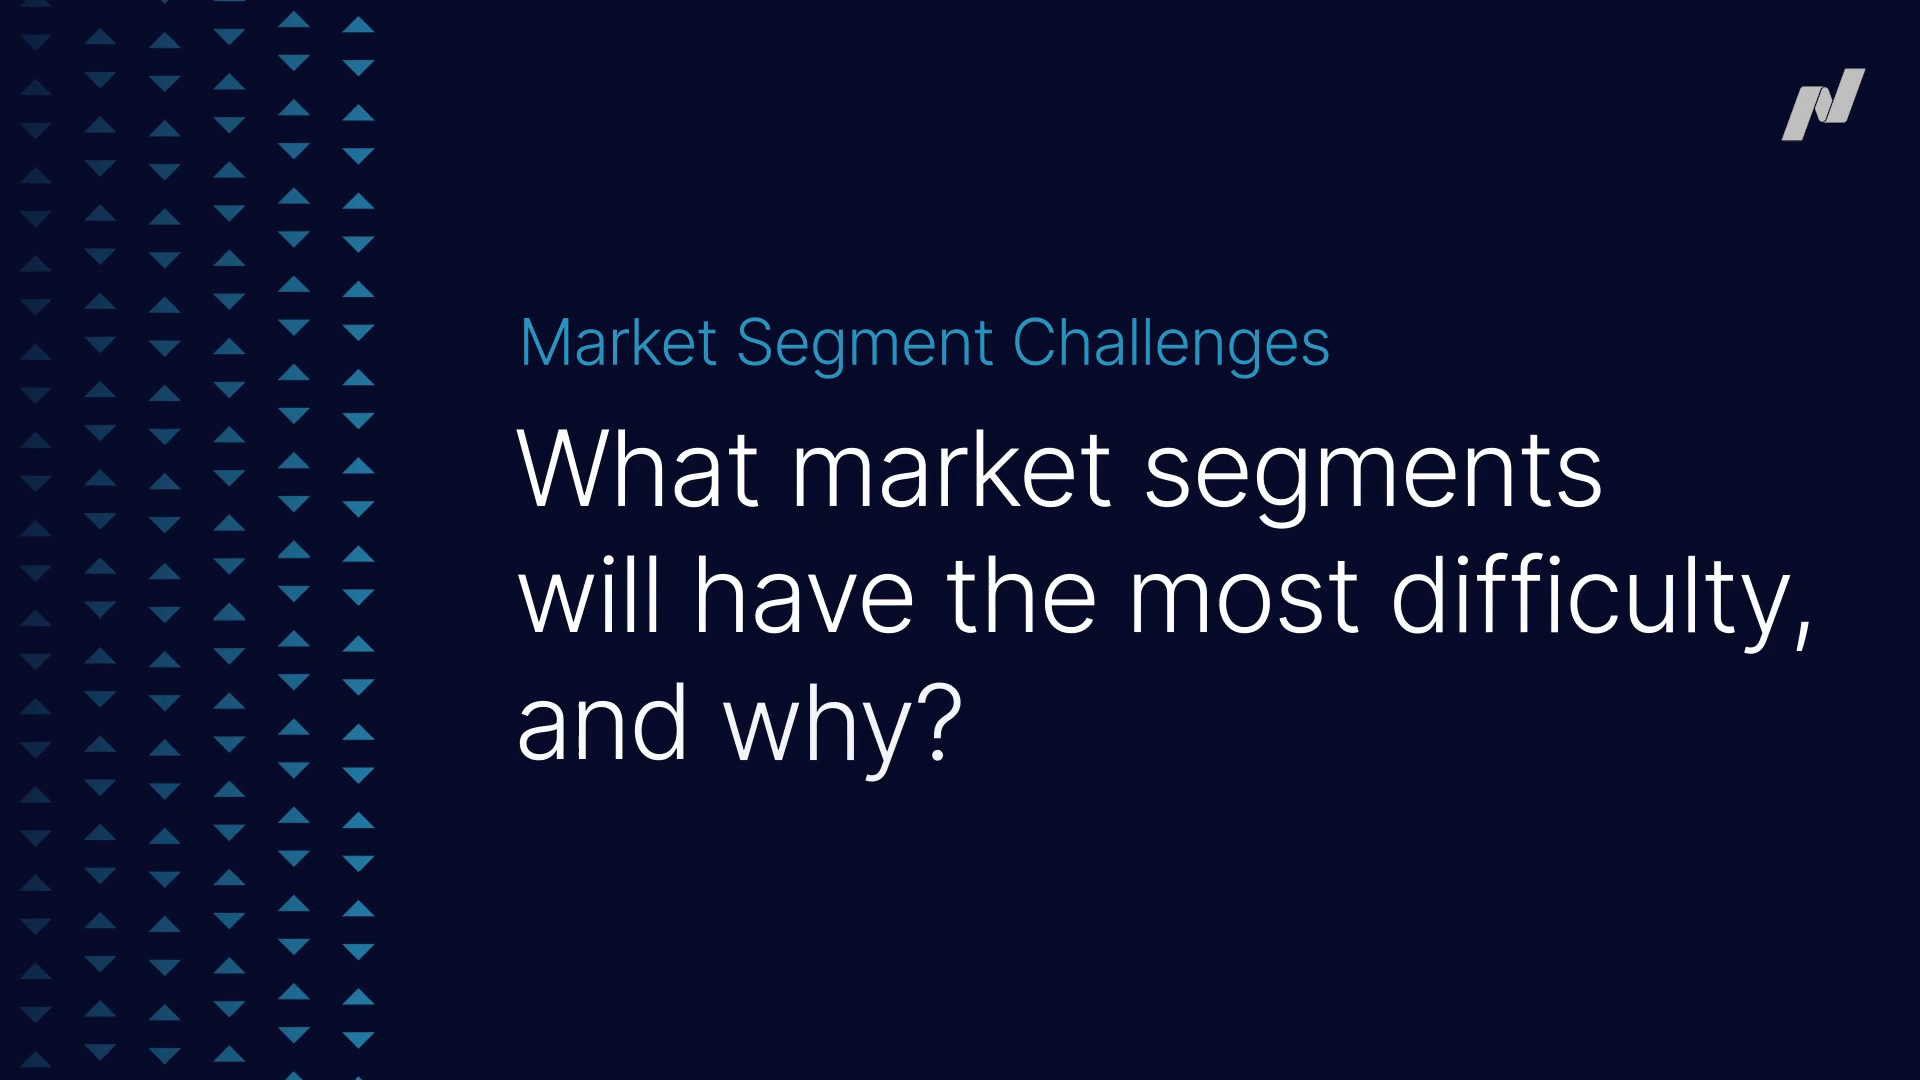 Market Segment Challenges
What market segments
will have the most difficulty,
and why?